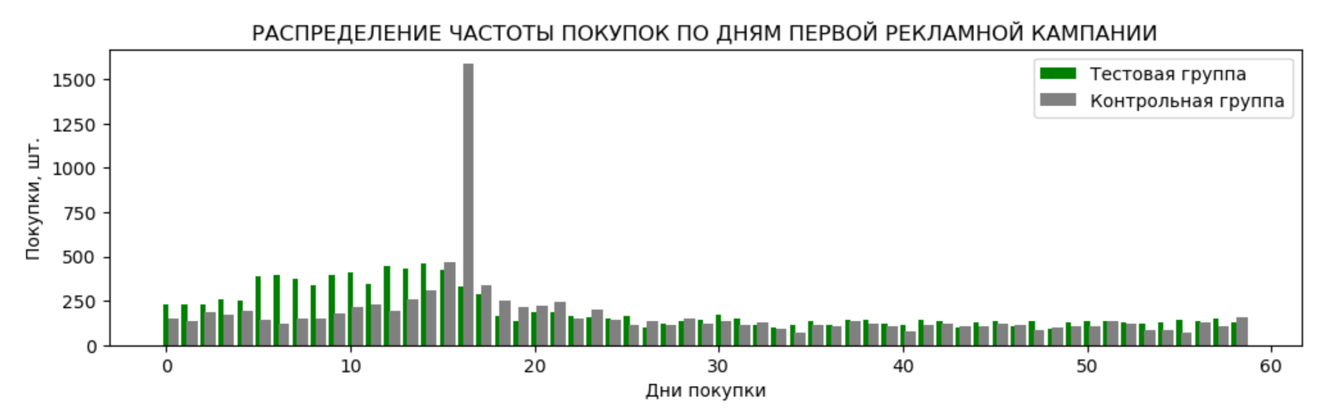 РАСПРЕДЕЛЕНИЕ ЧАСТОТЫ ПОКУПОК ПО ДНЯМ ПЕРВОЙ РЕКЛАМНОЙ КАМПАНИИ
Тестовая группа
Контрольная группа
Покупки, шт.
1500
1250
1000
750
500
250
0
0 10 20 30 40 50 60
Дни покупки